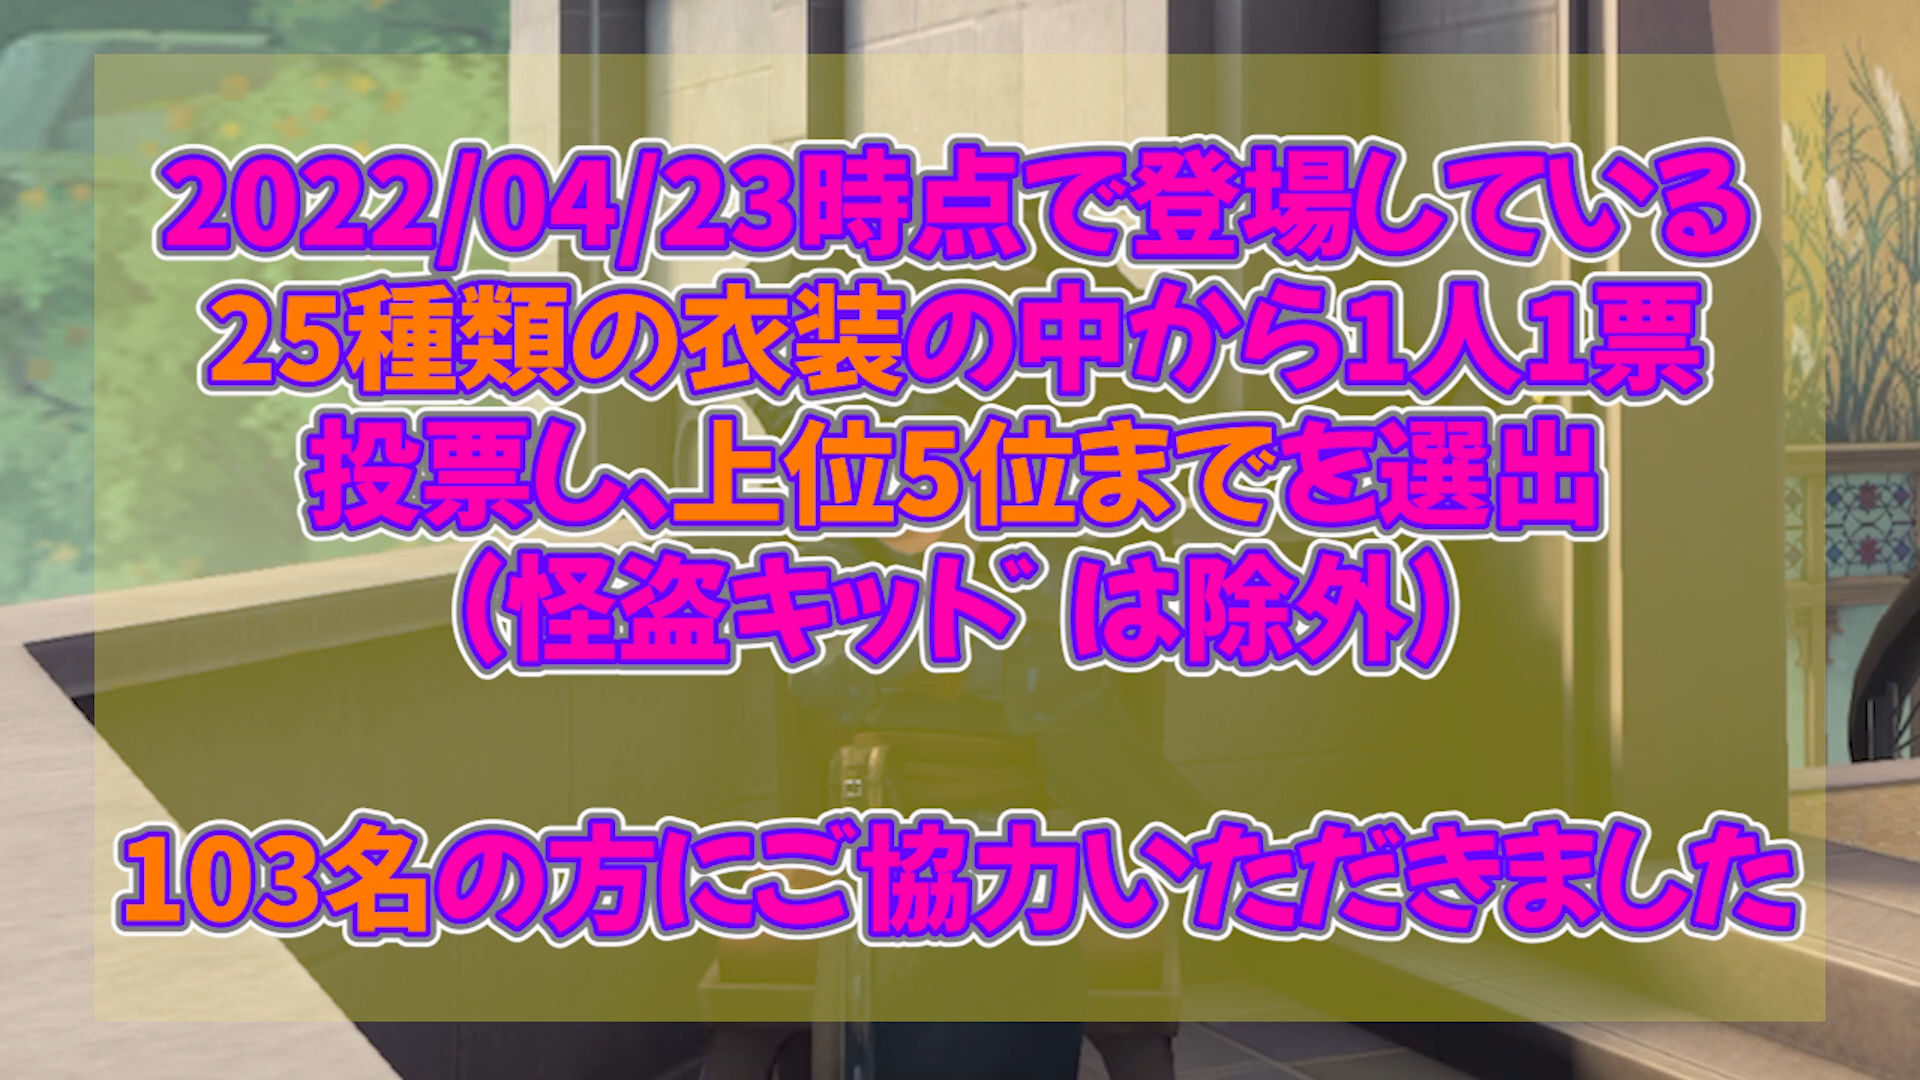 2022/04/23時点で登場している
25種類の衣装の中から1人1票
投票し、上位5位までを選出
（怪盗キッド゛は除外）
103名の方にご協力いただきました